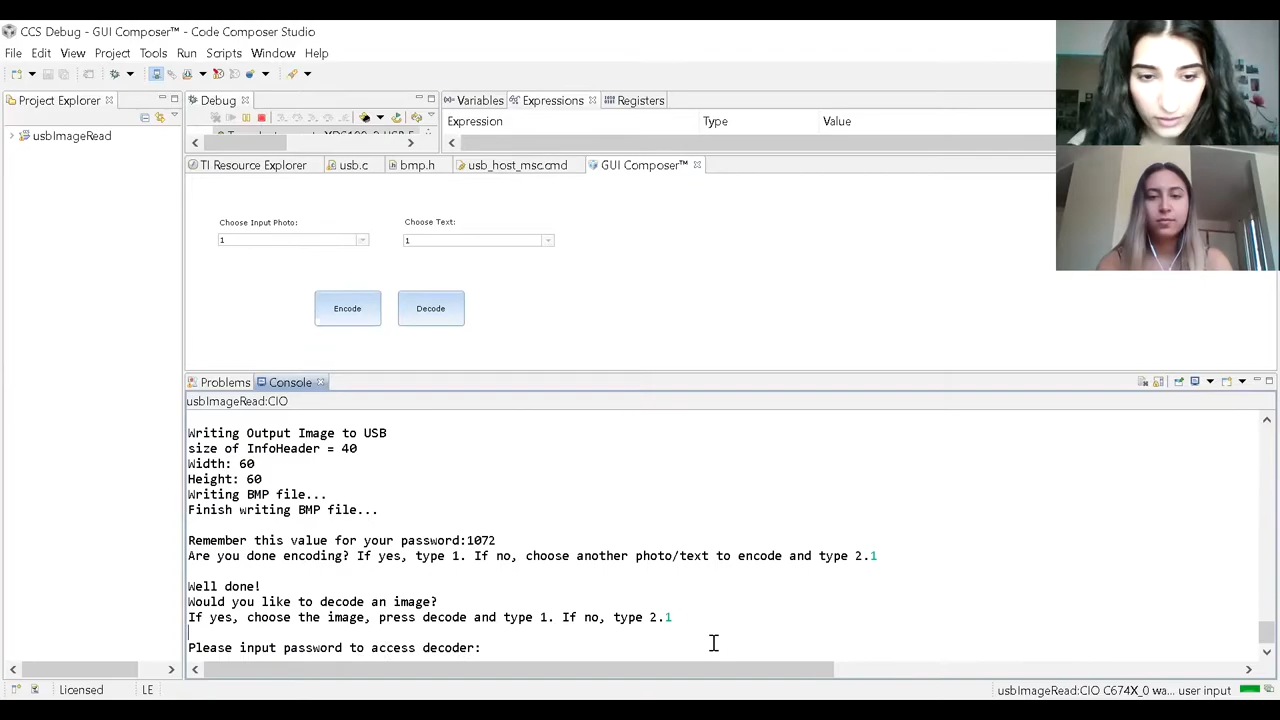 CCS Debug - GUI Composer™ - Code Composer Studio
File Edit View Project Tools Run Scripts Window Help
Project Explorer
Debug
Variables Expressions Registers
usbImageRead
Expression Type Value
TI Resource Explorer usb.c bmp.h usb_host_msc.cmd GUI Composer™
Choose Input Photo: Choose Text:
1 1
Encode Decode
Problems Console
usbImageRead:CIO
Writing Output Image to USB
size of InfoHeader = 40
Width: 60
Height: 60
Writing BMP file...
Finish writing BMP file...
Remember this value for your password:1072
Are you done encoding? If yes, type 1. If no, choose another photo/text to encode and type 2.1
Well done!
Would you like to decode an image?
If yes, choose the image, press decode and type 1. If no, type 2.1
Please input password to access decoder:
Licensed LE usbImageRead:CIO C674X_0 wa... user input